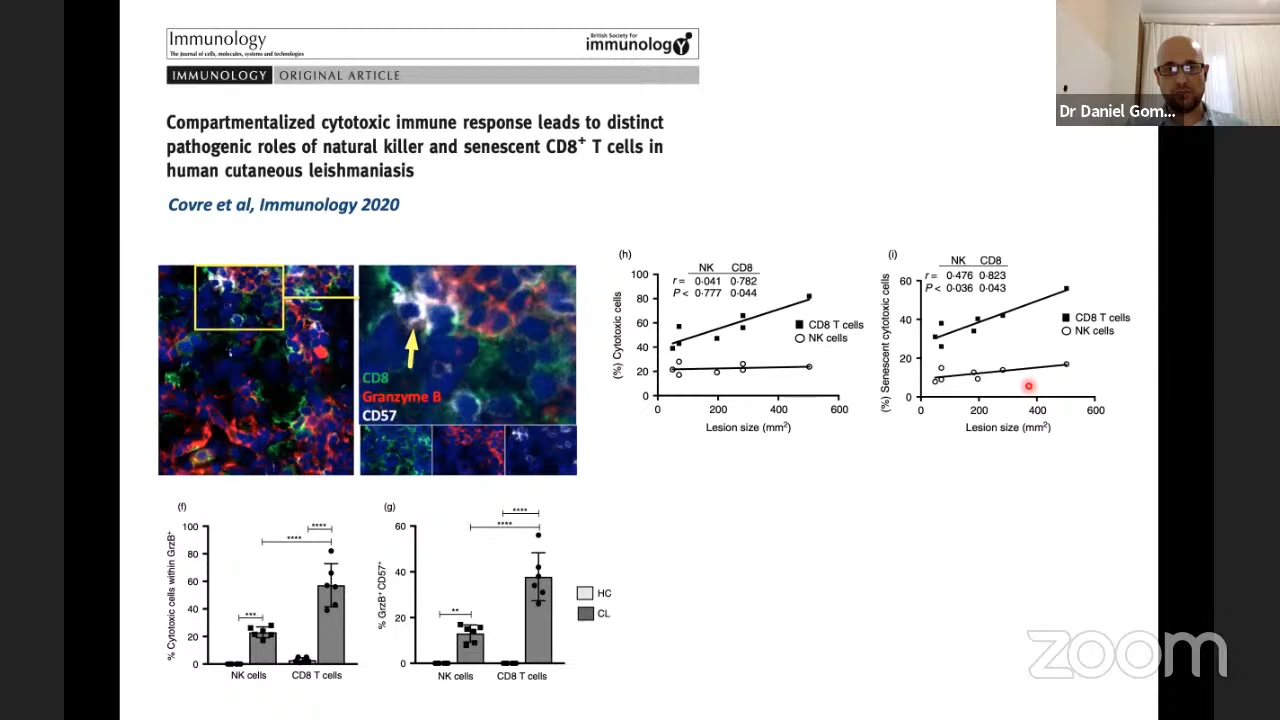 Immunology
The journal of cells, molecules, systems and technologies
British Society for
immunology
IMMUNOLOGY ORIGINAL ARTICLE
Dr Daniel Gom...
Compartmentalized cytotoxic immune response leads to distinct
pathogenic roles of natural killer and senescent CD8+ T cells in
human cutaneous leishmaniasis
Covre et al, Immunology 2020
CD8
Granzyme B
CD57
(h)
NK CD8
r = 0·041 0·782
P < 0·777 0·044
(%) Cytotoxic cells
100
80
60
40
20
0
CD8 T cells
NK cells
0 200 400 600
Lesion size (mm2)
(i)
NK CD8
r = 0·476 0·823
P < 0·036 0·043
(%) Senescent cytotoxic cells
60
40
20
0
CD8 T cells
NK cells
0 200 400 600
Lesion size (mm2)
(f)
% Cytotoxic cells within GrzB+
100
80
60
40
20
0
***
****
****
NK cells CD8 T cells
(g)
% GrzB+ CD57+
60
40
20
0
**
****
****
NK cells CD8 T cells
HC
CL
zoom